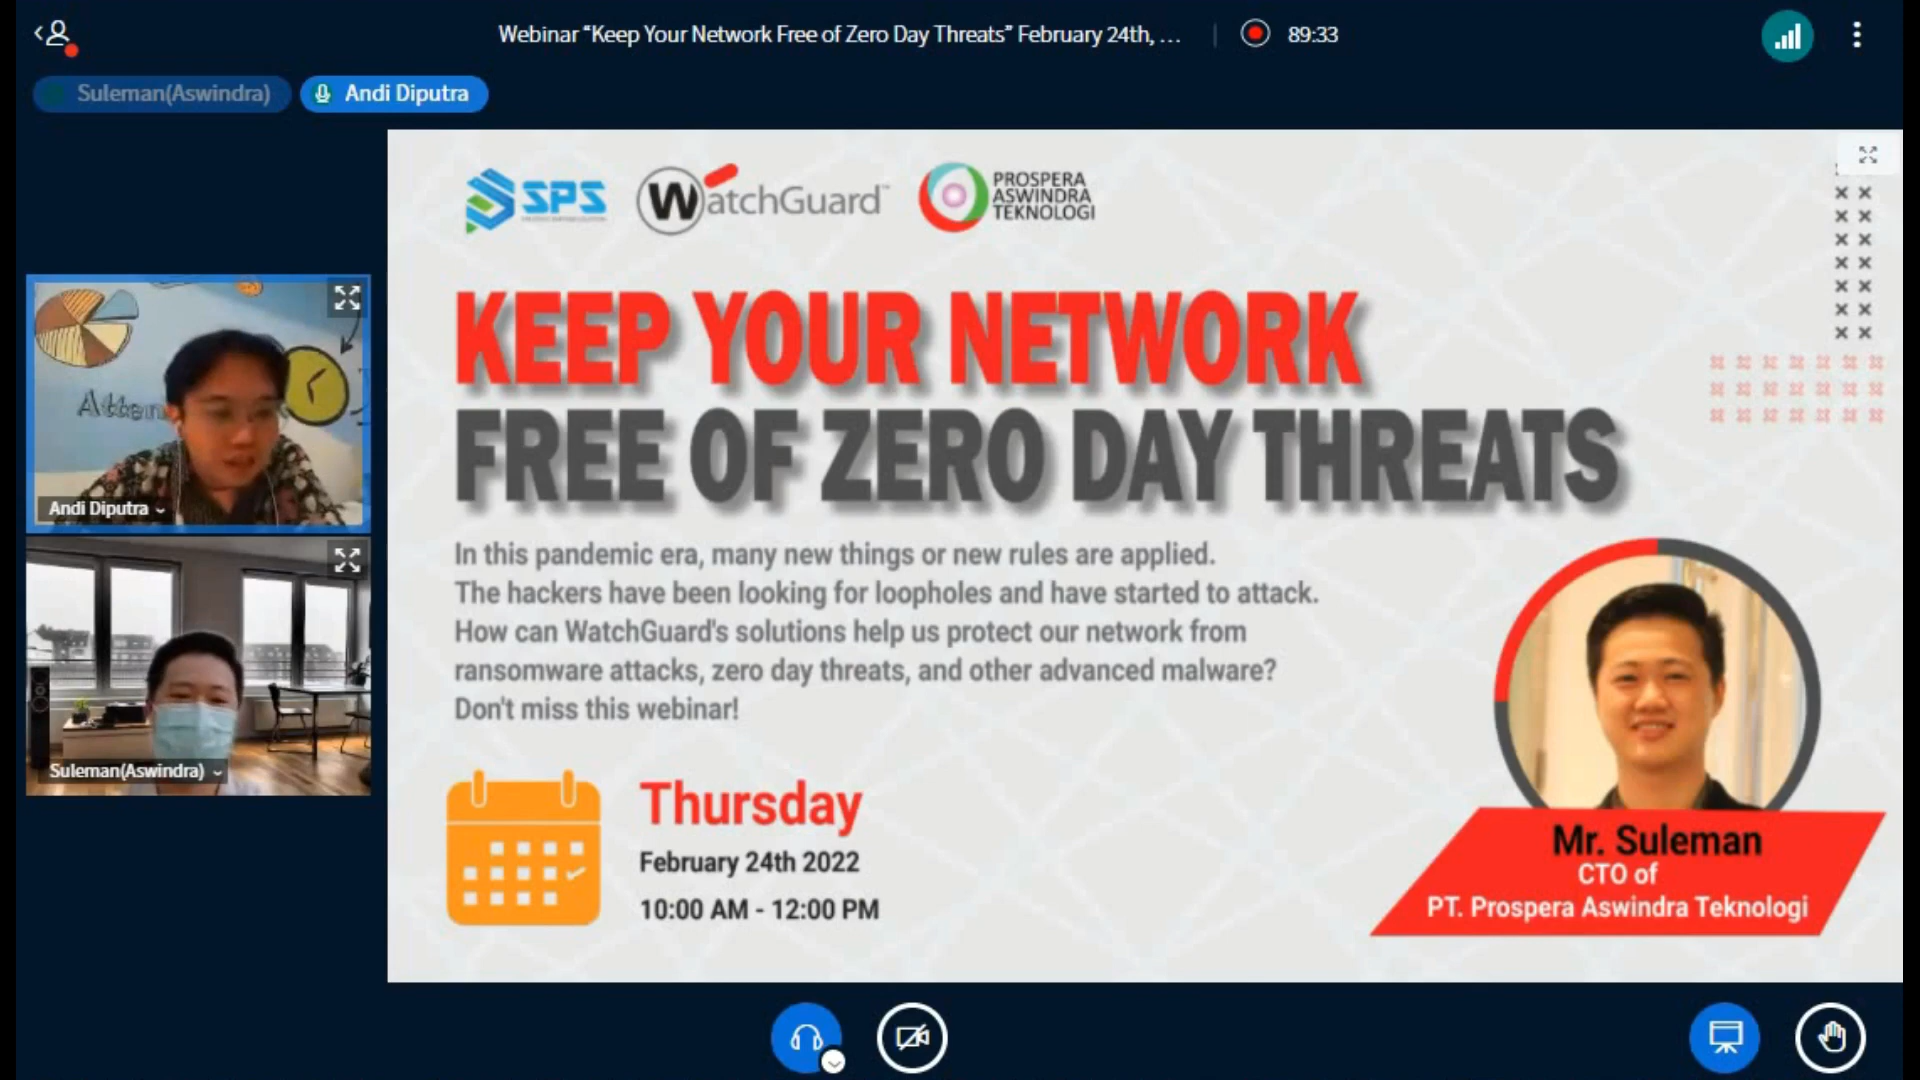 Webinar “Keep Your Network Free of Zero Day Threats” February 24th, ...
89:33
Suleman(Aswindra)
Andi Diputra
SPS
WatchGuard™
PROSPERA
ASWINDRA
TEKNOLOGI
KEEP YOUR NETWORK
FREE OF ZERO DAY THREATS
In this pandemic era, many new things or new rules are applied.
The hackers have been looking for loopholes and have started to attack.
How can WatchGuard's solutions help us protect our network from
ransomware attacks, zero day threats, and other advanced malware?
Don't miss this webinar!
Thursday
February 24th 2022
10:00 AM - 12:00 PM
Mr. Suleman
CTO of
PT. Prospera Aswindra Teknologi
Andi Diputra
Suleman(Aswindra)